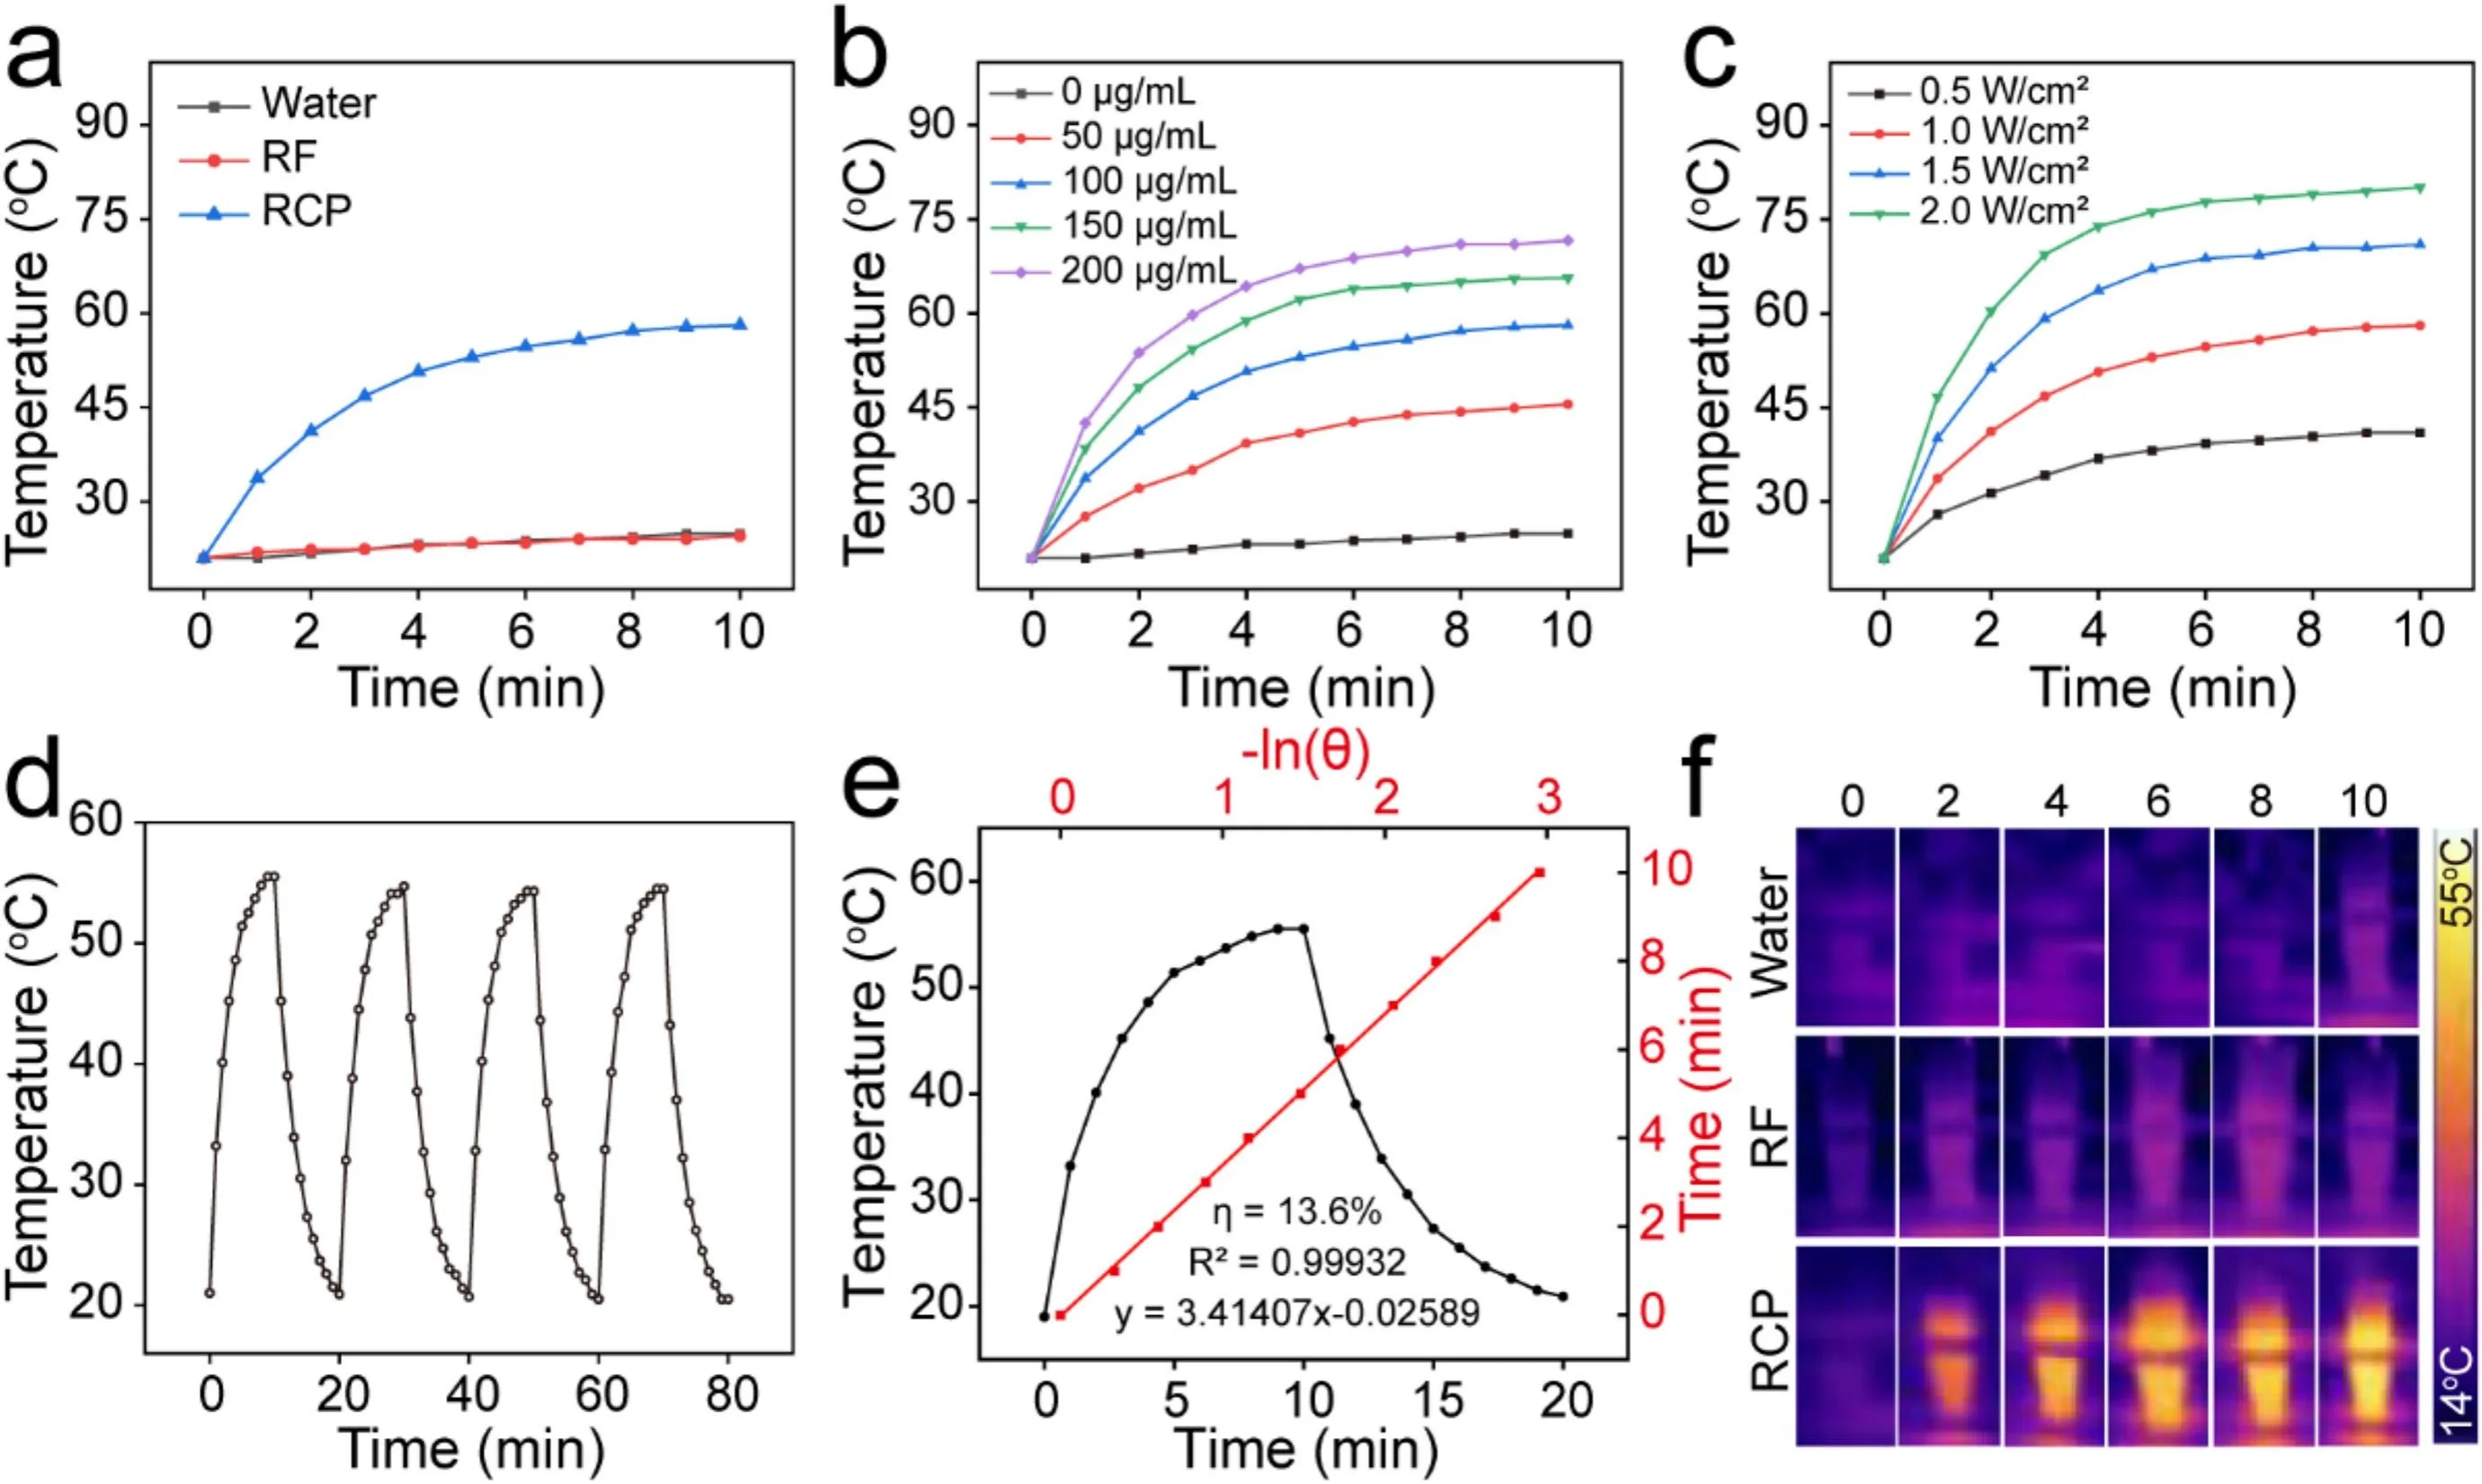 a
Water
RF
RCP
90
75
60
45
30
0 2 4 6 8 10
Temperature (°C)
Time (min)
b
0 µg/mL
50 µg/mL
100 µg/mL
150 µg/mL
200 µg/mL
90
75
60
45
30
0 2 4 6 8 10
Temperature (°C)
Time (min)
c
0.5 W/cm²
1.0 W/cm²
1.5 W/cm²
2.0 W/cm²
90
75
60
45
30
0 2 4 6 8 10
Temperature (°C)
Time (min)
d
60
50
40
30
20
0 20 40 60 80
Temperature (°C)
Time (min)
e
-ln(θ)
0 1 2 3
60
50
40
30
20
Temperature (°C)
10
8
6
4
2
0
Time (min)
η = 13.6%
R² = 0.99932
y = 3.41407x-0.02589
0 5 10 15 20
Time (min)
f
0 2 4 6 8 10
Water
RF
RCP
55°C
14°C